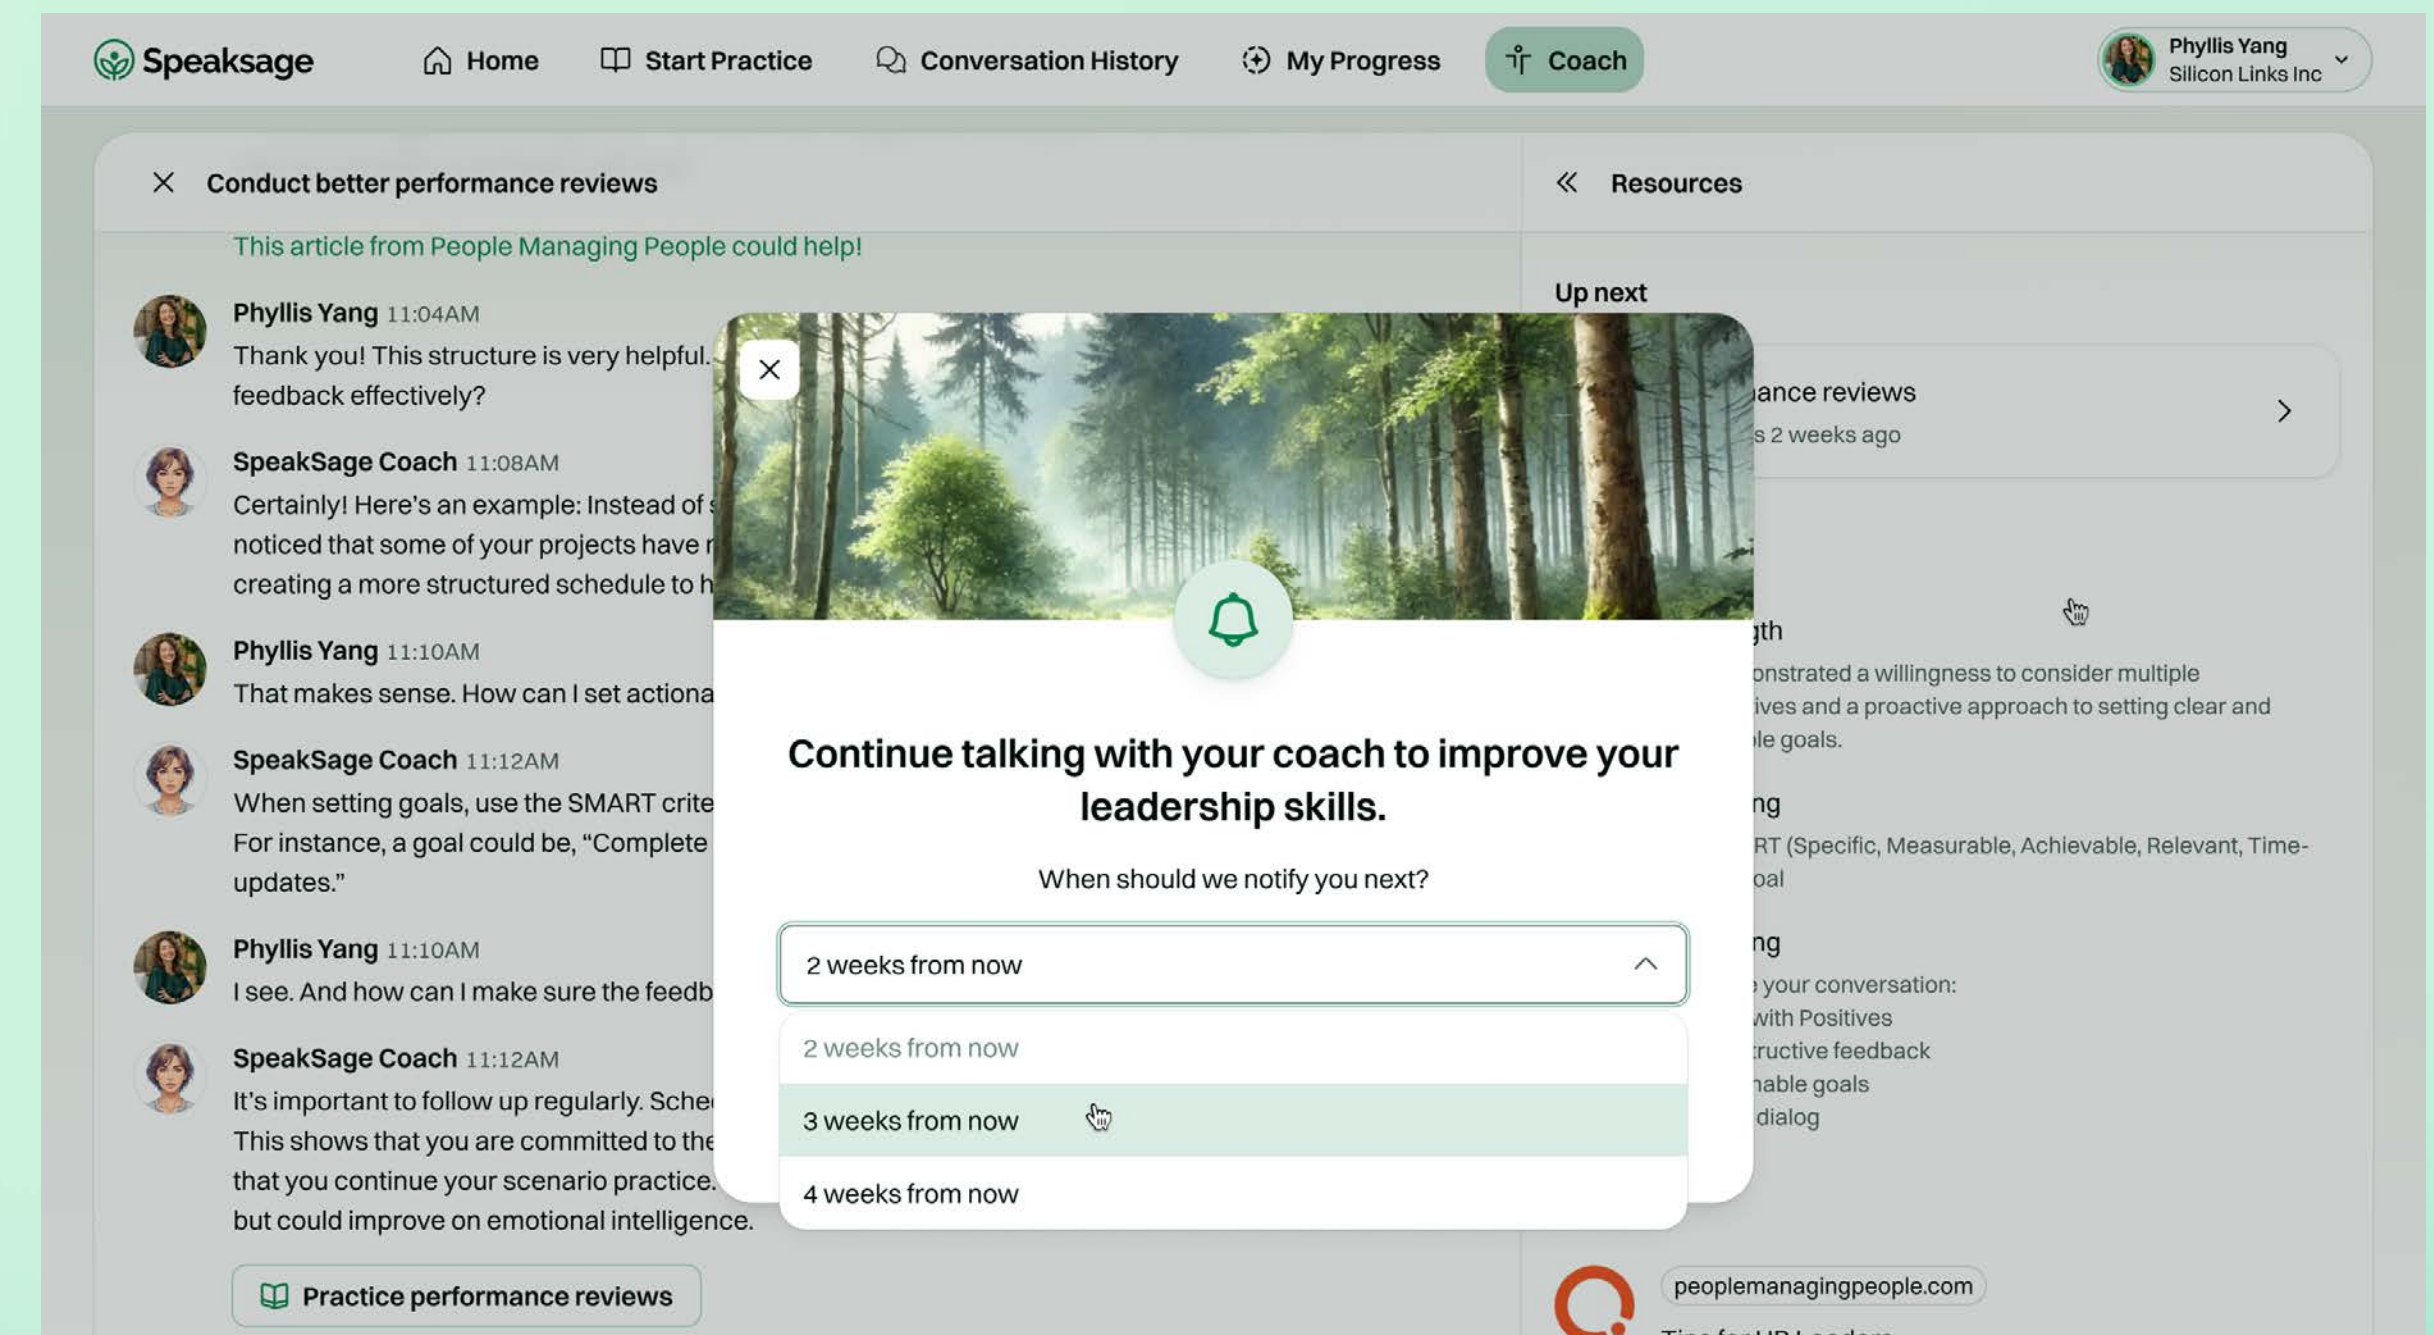 Speaksage
Home
Start Practice
Conversation History
My Progress
Coach
Phyllis Yang
Silicon Links Inc
Conduct better performance reviews
Resources
This article from People Managing People could help!
Phyllis Yang 11:04AM
Thank you! This structure is very helpful.
feedback effectively?
SpeakSage Coach 11:08AM
Certainly! Here's an example: Instead of
noticed that some of your projects have
creating a more structured schedule to
Phyllis Yang 11:10AM
That makes sense. How can I set actiona
SpeakSage Coach 11:12AM
When setting goals, use the SMART crite
For instance, a goal could be, “Complete
updates.”
Phyllis Yang 11:10AM
I see. And how can I make sure the feedb
SpeakSage Coach 11:12AM
It's important to follow up regularly. Sche
This shows that you are committed to the
that you continue your scenario practice.
but could improve on emotional intelligence.
Practice performance reviews
Continue talking with your coach to improve your
leadership skills.
When should we notify you next?
2 weeks from now
2 weeks from now
3 weeks from now
4 weeks from now
Up next
ance reviews
s 2 weeks ago
gth
onstrated a willingness to consider multiple
ives and a proactive approach to setting clear and
le goals.
ng
RT (Specific, Measurable, Achievable, Relevant, Time-
oal
ng
your conversation:
with Positives
tructive feedback
nable goals
dialog
peoplemanagingpeople.com
Tips for HR Leaders